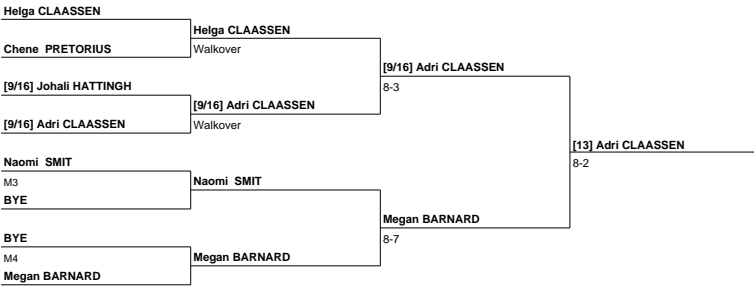 Helga CLAASSEN
Helga CLAASSEN
Chene PRETORIUS
Walkover
[9/16] Adri CLAASSEN
8-3
[9/16] Johali HATTINGH
[9/16] Adri CLAASSEN
[9/16] Adri CLAASSEN
Walkover
[13] Adri CLAASSEN
8-2
Naomi SMIT
M3
Naomi SMIT
BYE
Megan BARNARD
8-7
BYE
M4
Megan BARNARD
Megan BARNARD